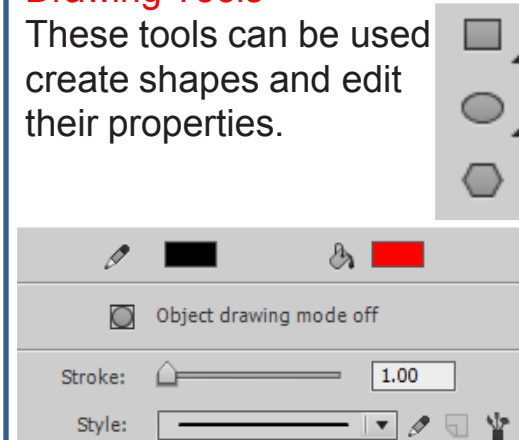 Drawing Tools
These tools can be used
create shapes and edit
their properties.
Object drawing mode off
Stroke: 1.00
Style: